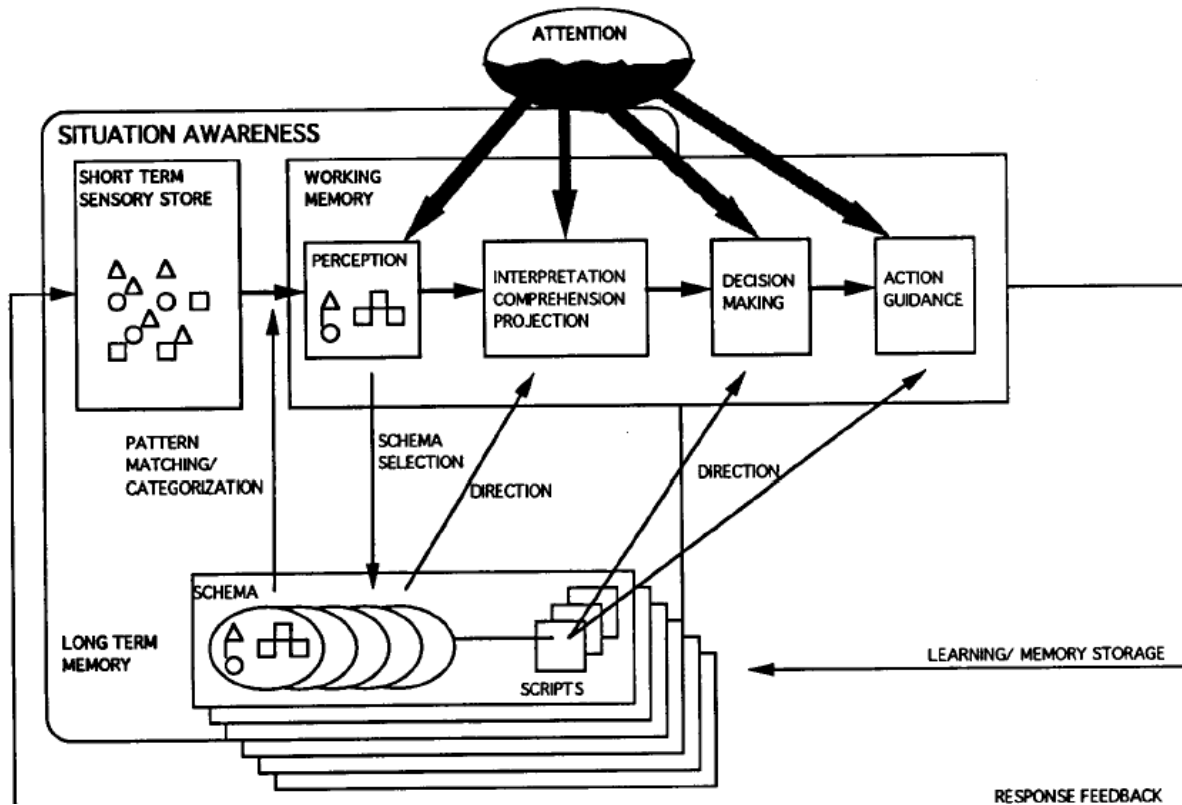 ATTENTION
SITUATION AWARENESS
SHORT TERM
SENSORY STORE
WORKING
MEMORY
PERCEPTION
INTERPRETATION
COMPREHENSION
PROJECTION
DECISION
MAKING
ACTION
GUIDANCE
PATTERN
MATCHING/
CATEGORIZATION
SCHEMA
SELECTION
DIRECTION
DIRECTION
SCHEMA
LONG TERM
MEMORY
SCRIPTS
LEARNING/ MEMORY STORAGE
RESPONSE FEEDBACK